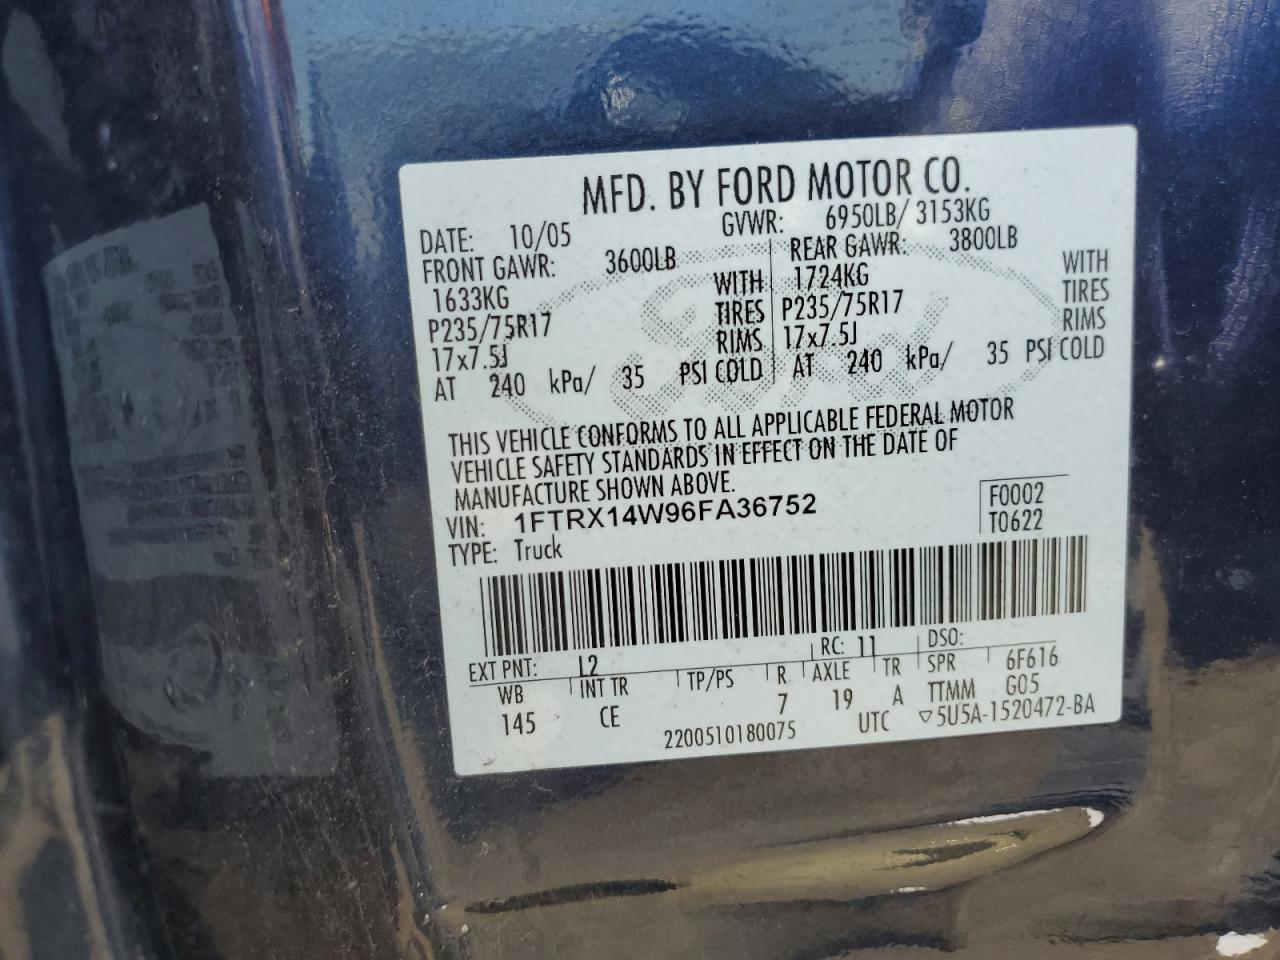 MFD. BY FORD MOTOR CO.
DATE: 10/05 GVWR: 6950LB/ 3153KG
FRONT GAWR: 3600LB REAR GAWR: 3800LB
1633KG WITH 1724KG WITH
P235/75R17 TIRES P235/75R17 TIRES
17x7.5J RIMS 17x7.5J RIMS
AT 240 kPa/ 35 PSI COLD AT 240 kPa/ 35 PSI COLD
THIS VEHICLE CONFORMS TO ALL APPLICABLE FEDERAL MOTOR
VEHICLE SAFETY STANDARDS IN EFFECT ON THE DATE OF
MANUFACTURE SHOWN ABOVE.
VIN: 1FTRX14W96FA36752 F0002
TYPE: Truck T0622
EXT PNT: L2 RC: 11 DSO:
WB INT TR TP/PS R AXLE TR SPR 6F616
145 CE 7 19 A TTMM G05
2200510180075 UTC ▽5U5A-1520472-BA